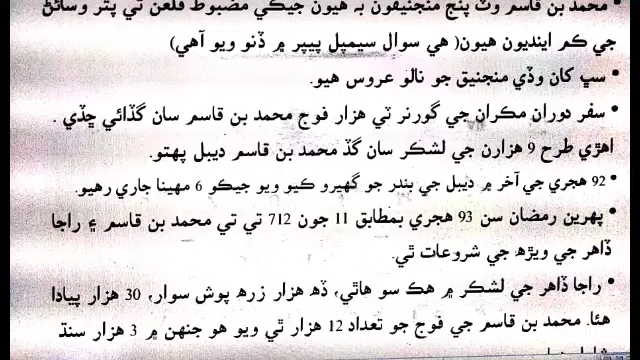 محمد بن قاسم وٽ پنج منجنيقون بہ هيون جيڪي مضبوط قلعن تي پٿر وسائڻ
جي ڪم اينديون هيون( هي سوال سيمپل پيپر ۾ ڏنو ويو آهي)
• سڀ کان وڏي منجنيق جو نالو عروس هيو.
• سفر دوران مڪران جي گورنر ٽي هزار فوج محمد بن قاسم سان گڏائي ڇڏي .
اهڙي طرح 9 هزارن جي لشڪر سان گڏ محمد بن قاسم ديبل پهتو.
• 92 هجري جي آخر ۾ ديبل جي بندر جو گهيرو ڪيو ويو جيڪو 6 مهينا جاري رهيو.
• پهرين رمضان سن 93 هجري بمطابق 11 جون 712 تي تي محمد بن قاسم ۽ راجا
ڏاهر جي ويڙهہ جي شروعات ٿي.
• راجا ڏاهر جي لشڪر ۾ هڪ سو هاٿي، ڏهہ هزار زرهہ پوش سوار، 30 هزار پيادا
هئا. محمد بن قاسم جي فوج جو تعداد 12 هزار ٿي ويو هو جنهن ۾ 3 هزار سنڌ